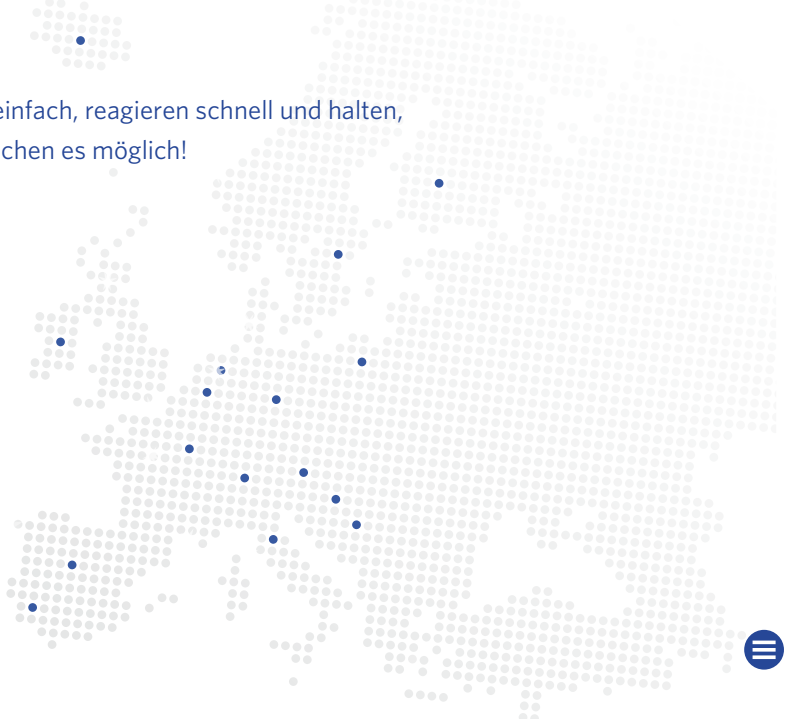 einfach, reagieren schnell und halten,
chen es möglich!